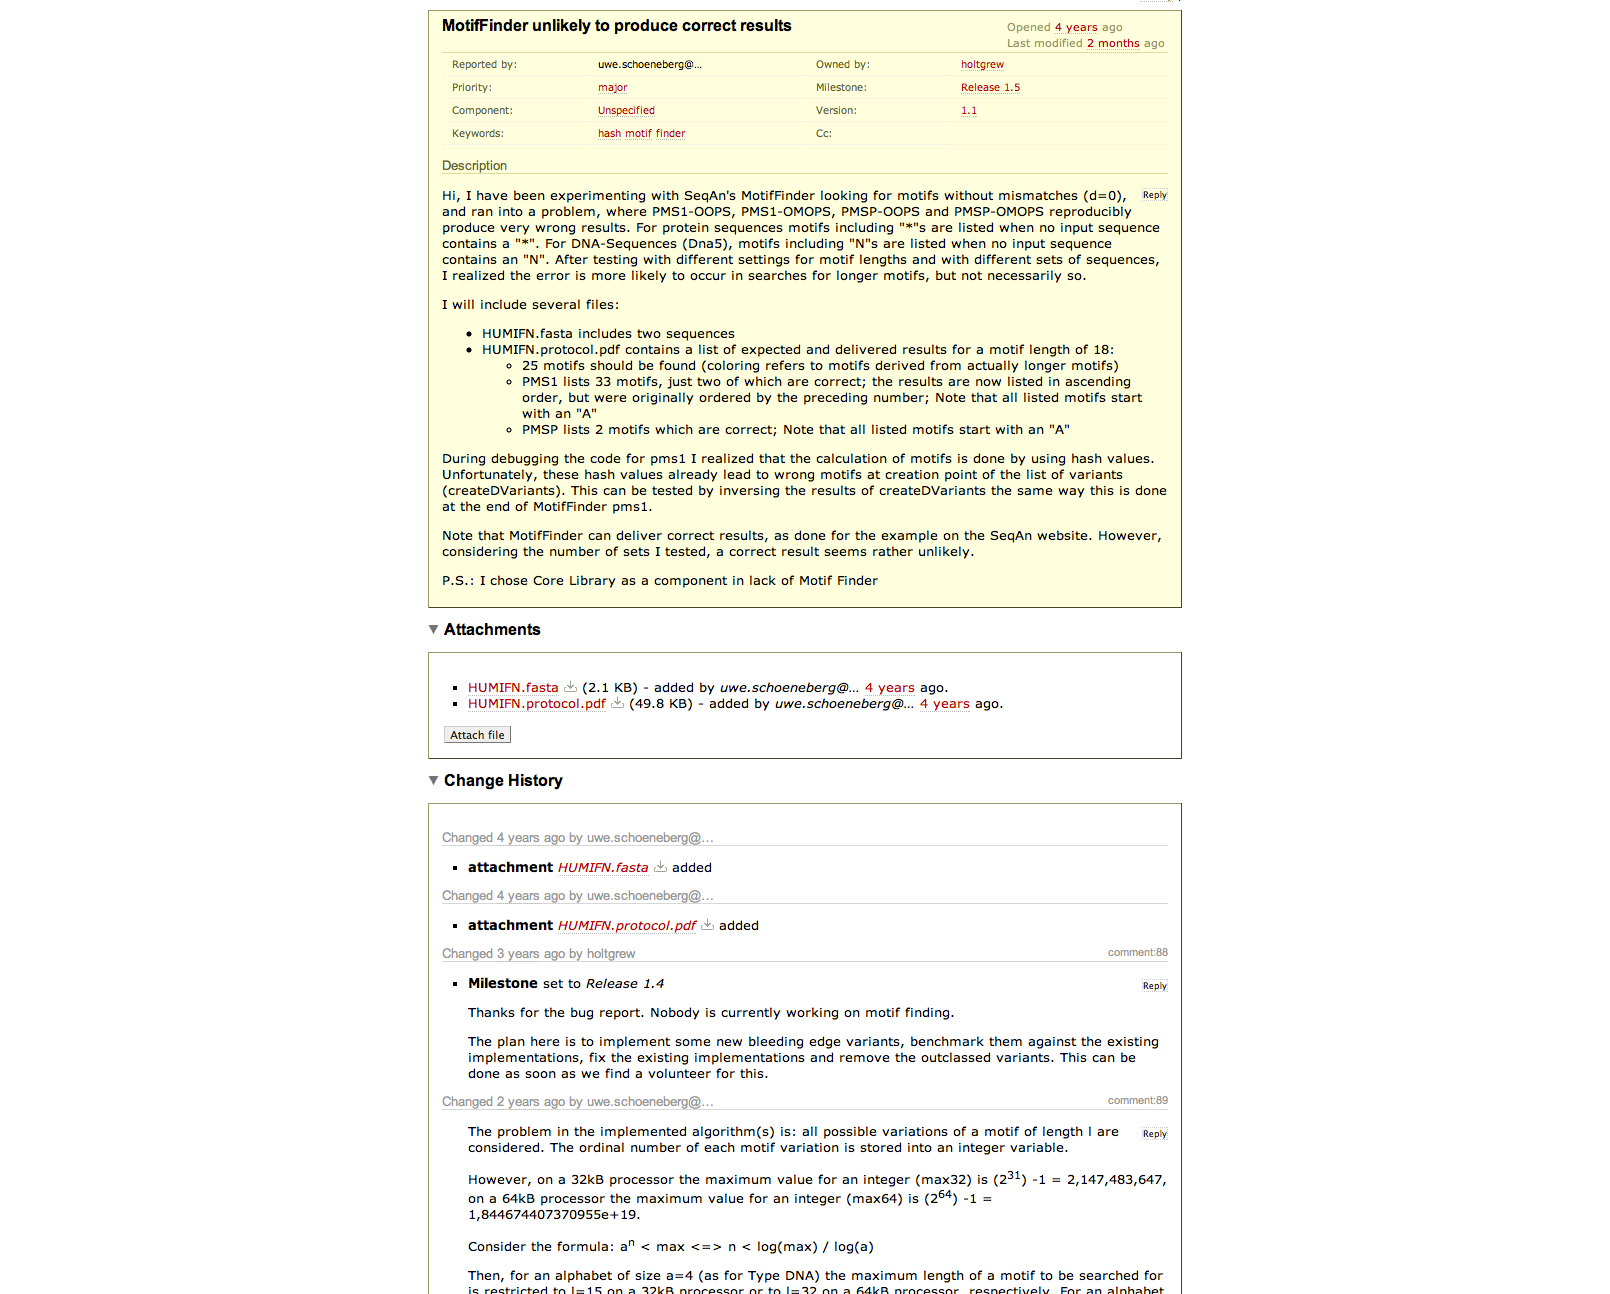 MotifFinder unlikely to produce correct results
Opened 4 years ago
Last modified 2 months ago
Reported by: uwe.schoeneberg@… Owned by: holtgrew
Priority: major Milestone: Release 1.5
Component: Unspecified Version: 1.1
Keywords: hash motif finder Cc:
Description
Reply
Hi, I have been experimenting with SeqAn's MotifFinder looking for motifs without mismatches (d=0),
and ran into a problem, where PMS1-OOPS, PMS1-OMOPS, PMSP-OOPS and PMSP-OMOPS reproducibly
produce very wrong results. For protein sequences motifs including "*"s are listed when no input sequence
contains a "*". For DNA-Sequences (Dna5), motifs including "N"s are listed when no input sequence
contains an "N". After testing with different settings for motif lengths and with different sets of sequences,
I realized the error is more likely to occur in searches for longer motifs, but not necessarily so.
I will include several files:
• HUMIFN.fasta includes two sequences
• HUMIFN.protocol.pdf contains a list of expected and delivered results for a motif length of 18:
◦ 25 motifs should be found (coloring refers to motifs derived from actually longer motifs)
◦ PMS1 lists 33 motifs, just two of which are correct; the results are now listed in ascending
order, but were originally ordered by the preceding number; Note that all listed motifs start
with an "A"
◦ PMSP lists 2 motifs which are correct; Note that all listed motifs start with an "A"
During debugging the code for pms1 I realized that the calculation of motifs is done by using hash values.
Unfortunately, these hash values already lead to wrong motifs at creation point of the list of variants
(createDVariants). This can be tested by inversing the results of createDVariants the same way this is done
at the end of MotifFinder pms1.
Note that MotifFinder can deliver correct results, as done for the example on the SeqAn website. However,
considering the number of sets I tested, a correct result seems rather unlikely.
P.S.: I chose Core Library as a component in lack of Motif Finder
▼ Attachments
▪ HUMIFN.fasta (2.1 KB) - added by uwe.schoeneberg@… 4 years ago.
▪ HUMIFN.protocol.pdf (49.8 KB) - added by uwe.schoeneberg@… 4 years ago.
Attach file
▼ Change History
Changed 4 years ago by uwe.schoeneberg@…
▪ attachment HUMIFN.fasta added
Changed 4 years ago by uwe.schoeneberg@…
▪ attachment HUMIFN.protocol.pdf added
Changed 3 years ago by holtgrew comment:88
▪ Milestone set to Release 1.4
Reply
Thanks for the bug report. Nobody is currently working on motif finding.
The plan here is to implement some new bleeding edge variants, benchmark them against the existing
implementations, fix the existing implementations and remove the outclassed variants. This can be
done as soon as we find a volunteer for this.
Changed 2 years ago by uwe.schoeneberg@… comment:89
Reply
The problem in the implemented algorithm(s) is: all possible variations of a motif of length l are
considered. The ordinal number of each motif variation is stored into an integer variable.
However, on a 32kB processor the maximum value for an integer (max32) is (2^31) -1 = 2,147,483,647,
on a 64kB processor the maximum value for an integer (max64) is (2^64) -1 =
1,844674407370955e+19.
Consider the formula: a^n < max <=> n < log(max) / log(a)
Then, for an alphabet of size a=4 (as for Type DNA) the maximum length of a motif to be searched for
is restricted to l=15 on a 32kB processor or to l=32 on a 64kB processor, respectively. For an alphabet